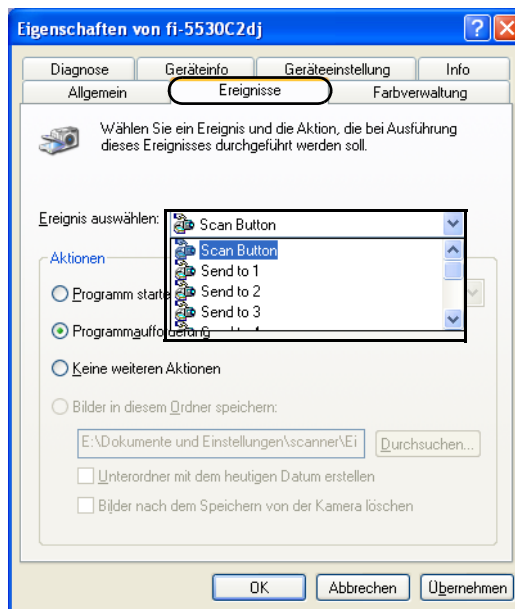 Eigenschaften von fi-5530C2dj
Diagnose Geräteinfo Geräteeinstellung Info
Allgemein Ereignisse Farbverwaltung
Wählen Sie ein Ereignis und die Aktion, die bei Ausführung
dieses Ereignisses durchgeführt werden soll.
Ereignis auswählen: Scan Button
Scan Button
Send to 1
Send to 2
Send to 3
Aktionen
Programm starte
Programmaufforderung
Keine weiteren Aktionen
Bilder in diesem Ordner speichern:
E:\Dokumente und Einstellungen\scanner\Ei Durchsuchen...
Unterordner mit dem heutigen Datum erstellen
Bilder nach dem Speichern von der Kamera löschen
OK Abbrechen Übernehmen